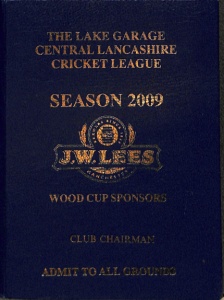 THE LAKE GARAGE
CENTRAL LANCASHIRE
CRICKET LEAGUE
SEASON 2009
J.W. LEES
MANCHESTER
WOOD CUP SPONSORS
CLUB CHAIRMAN
ADMIT TO ALL GROUNDS